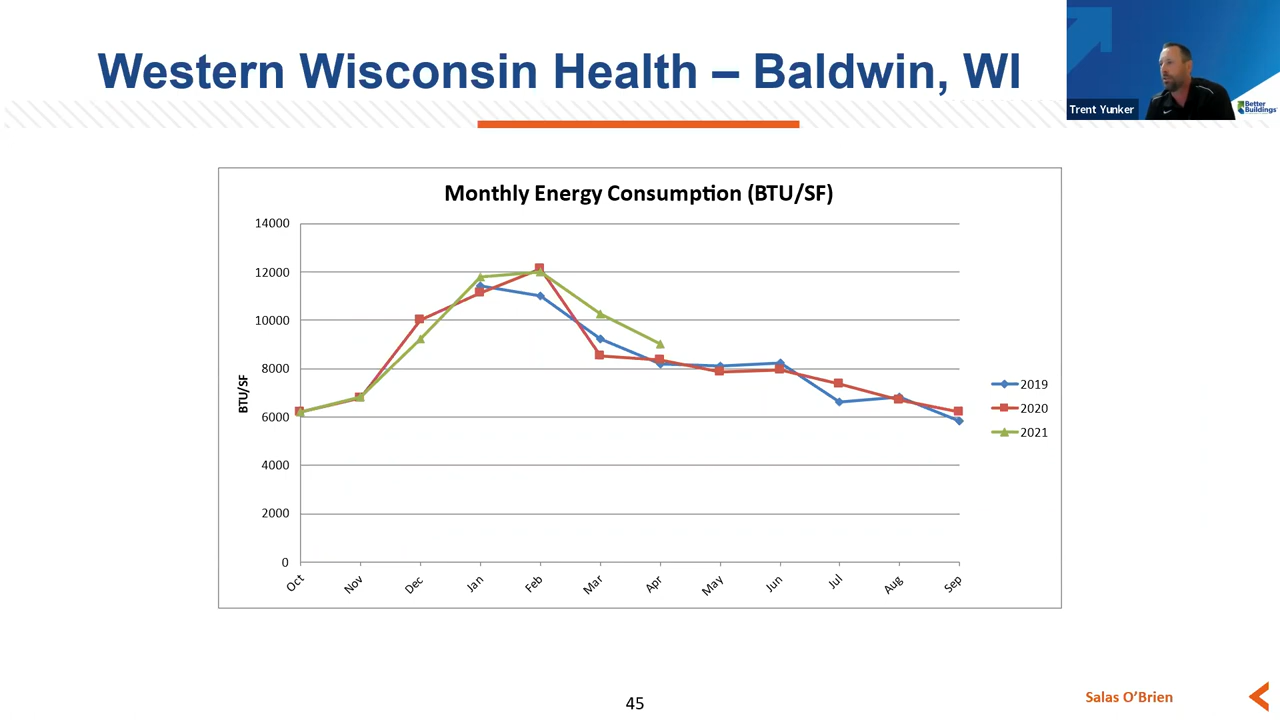 Western Wisconsin Health – Baldwin, WI
Trent Yunker
Better
Buildings
Monthly Energy Consumption (BTU/SF)
14000
12000
10000
8000
6000
4000
2000
0
BTU/SF
Oct
Nov
Dec
Jan
Feb
Mar
Apr
May
Jun
Jul
Aug
Sep
2019
2020
2021
45
Salas O'Brien